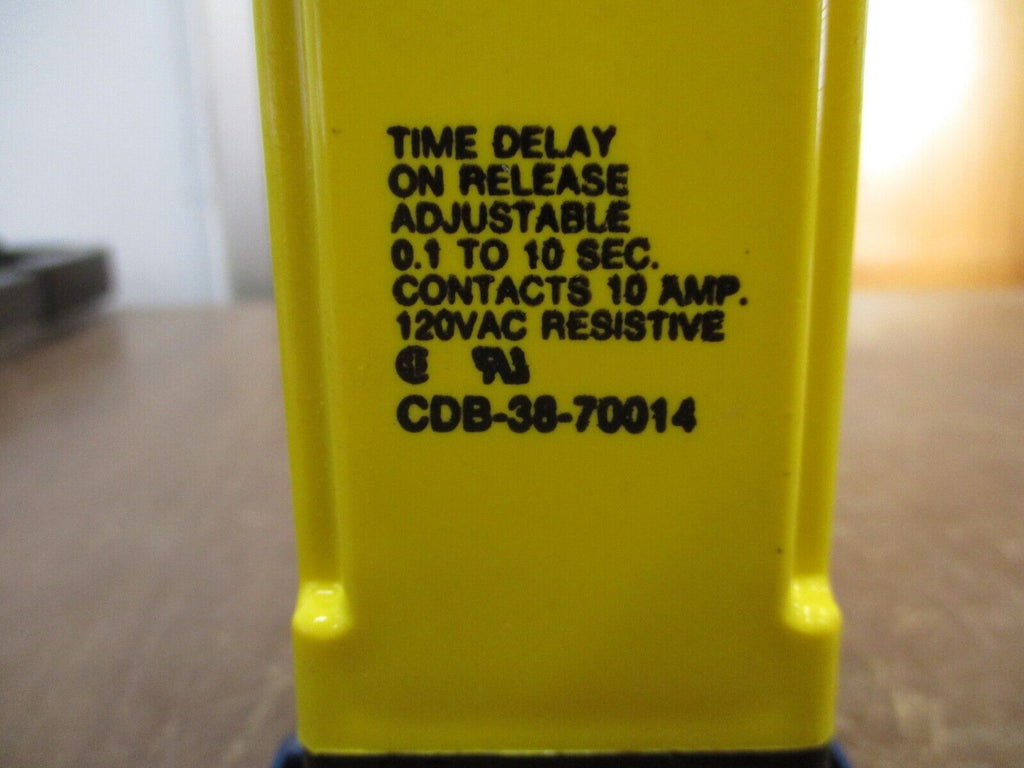 TIME DELAY
ON RELEASE
ADJUSTABLE
0.1 TO 10 SEC.
CONTACTS 10 AMP.
120VAC RESISTIVE
CDB-38-70014